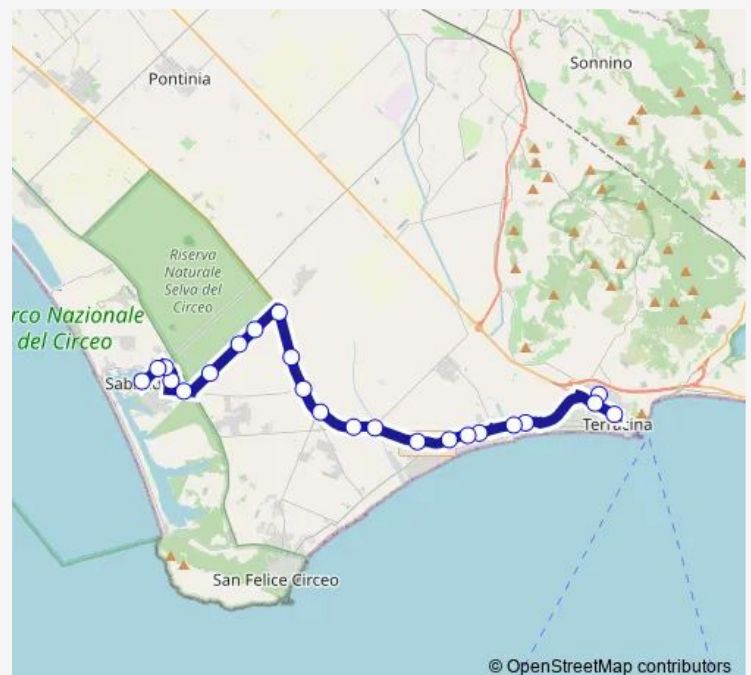 Pontinia
Sonnino
Riserva
Naturale
Selva del
Circeo
rco Nazionale
del Circeo
Terracina
San Felice Circeo
© OpenStreetMap contributors